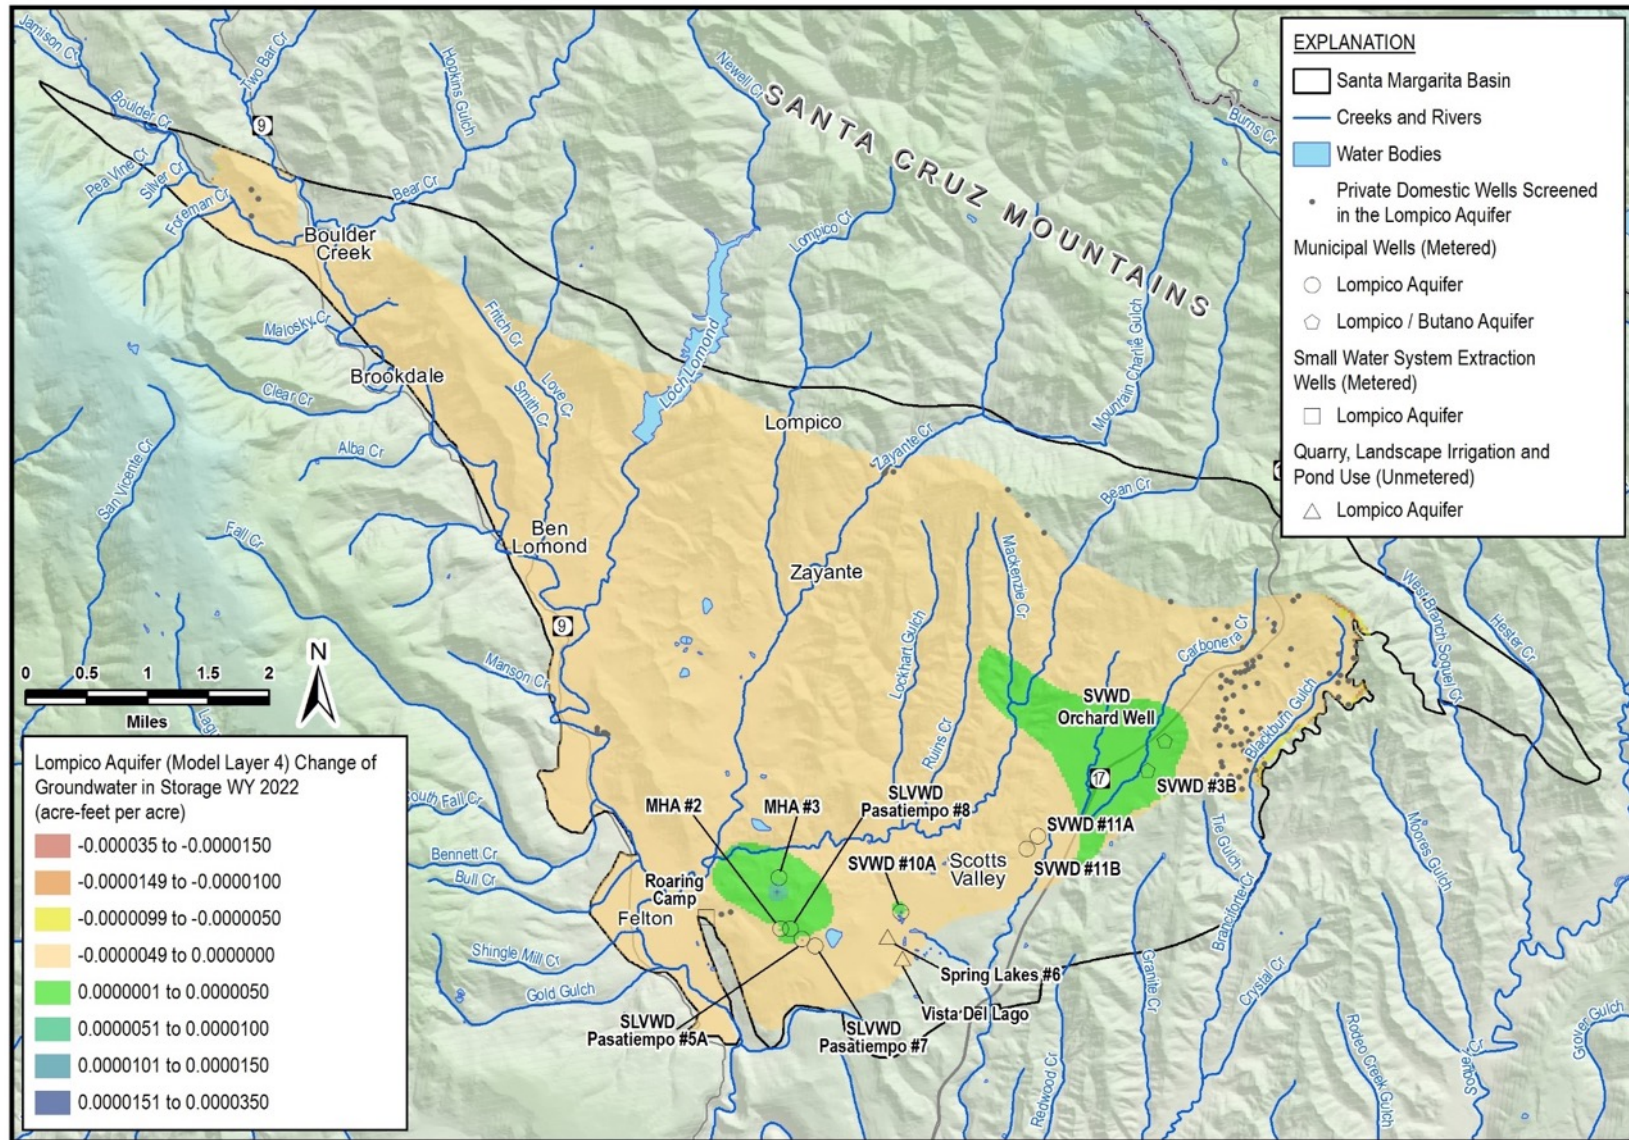 Jamison Cr
Two Bar Cr
Hopkins Gulch
Newell Cr
SANTA CRUZ MOUNTAINS
Burns Cr
Boulder Cr
9
Pea Vine Cr
Silver Cr
Foreman Cr
Bear Cr
Boulder
Creek
Lompico Cr
Mountain Charlie Gulch
Malosky Cr
Fritch Cr
Loch Lomond
Brookdale
Clear Cr
Smith Cr
Love Cr
Lompico
Zayante Cr
Alba Cr
San Vicente Cr
Bean Cr
Fall Cr
Ben
Lomond
Zayante
Mackenzie Cr
Lockhart Gulch
Ruins Cr
West Branch Soquel Cr
Hester Cr
9
Carbonera Cr
Manson Cr
SVWD
Orchard Well
Blackburn Gulch
17
SVWD #3B
South Fall Cr
MHA #2
MHA #3
SLVWD
Pasatiempo #8
SVWD #11A
SVWD #10A
Scotts
Valley
SVWD #11B
Tie Gulch
Moores Gulch
Bennett Cr
Bull Cr
Roaring
Camp
Felton
Branciforte Cr
Shingle Mill Cr
Gold Gulch
Spring Lakes #6
Vista Del Lago
Granite Cr
Crystal Cr
SLVWD
Pasatiempo #5A
SLVWD
Pasatiempo #7
Redwood Cr
Rodeo Creek Gulch
Soquel Cr
Grover Gulch
N
0 0.5 1 1.5 2
Miles
EXPLANATION
Santa Margarita Basin
Creeks and Rivers
Water Bodies
Private Domestic Wells Screened
in the Lompico Aquifer
Municipal Wells (Metered)
Lompico Aquifer
Lompico / Butano Aquifer
Small Water System Extraction
Wells (Metered)
Lompico Aquifer
Quarry, Landscape Irrigation and
Pond Use (Unmetered)
Lompico Aquifer
Lompico Aquifer (Model Layer 4) Change of
Groundwater in Storage WY 2022
(acre-feet per acre)
-0.000035 to -0.0000150
-0.0000149 to -0.0000100
-0.0000099 to -0.0000050
-0.0000049 to 0.0000000
0.0000001 to 0.0000050
0.0000051 to 0.0000100
0.0000101 to 0.0000150
0.0000151 to 0.0000350